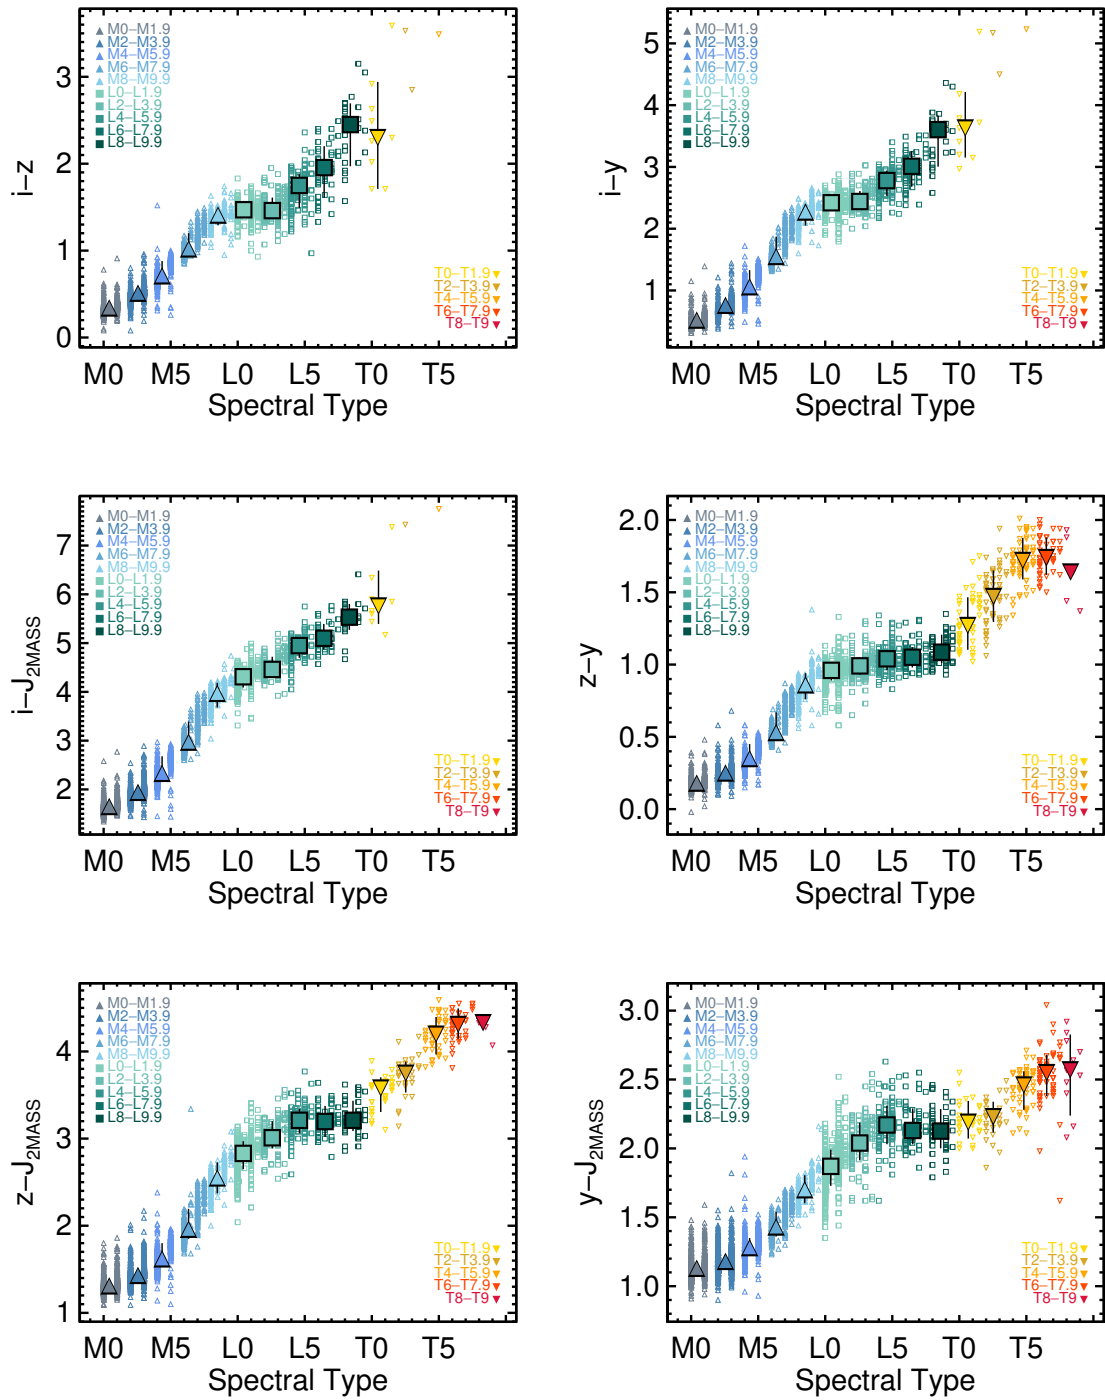 M0–M1.9
M2–M3.9
M4–M5.9
M6–M7.9
M8–M9.9
L0–L1.9
L2–L3.9
L4–L5.9
L6–L7.9
L8–L9.9
T0–T1.9
T2–T3.9
T4–T5.9
T6–T7.9
T8–T9
3
2
1
0
i–z
M0 M5 L0 L5 T0 T5
Spectral Type
M0–M1.9
M2–M3.9
M4–M5.9
M6–M7.9
M8–M9.9
L0–L1.9
L2–L3.9
L4–L5.9
L6–L7.9
L8–L9.9
T0–T1.9
T2–T3.9
T4–T5.9
T6–T7.9
T8–T9
5
4
3
2
1
i–y
M0 M5 L0 L5 T0 T5
Spectral Type
M0–M1.9
M2–M3.9
M4–M5.9
M6–M7.9
M8–M9.9
L0–L1.9
L2–L3.9
L4–L5.9
L6–L7.9
L8–L9.9
T0–T1.9
T2–T3.9
T4–T5.9
T6–T7.9
T8–T9
7
6
5
4
3
2
i–J2MASS
M0 M5 L0 L5 T0 T5
Spectral Type
M0–M1.9
M2–M3.9
M4–M5.9
M6–M7.9
M8–M9.9
L0–L1.9
L2–L3.9
L4–L5.9
L6–L7.9
L8–L9.9
T0–T1.9
T2–T3.9
T4–T5.9
T6–T7.9
T8–T9
2.0
1.5
1.0
0.5
0.0
z–y
M0 M5 L0 L5 T0 T5
Spectral Type
M0–M1.9
M2–M3.9
M4–M5.9
M6–M7.9
M8–M9.9
L0–L1.9
L2–L3.9
L4–L5.9
L6–L7.9
L8–L9.9
T0–T1.9
T2–T3.9
T4–T5.9
T6–T7.9
T8–T9
4
3
2
1
z–J2MASS
M0 M5 L0 L5 T0 T5
Spectral Type
M0–M1.9
M2–M3.9
M4–M5.9
M6–M7.9
M8–M9.9
L0–L1.9
L2–L3.9
L4–L5.9
L6–L7.9
L8–L9.9
T0–T1.9
T2–T3.9
T4–T5.9
T6–T7.9
T8–T9
3.0
2.5
2.0
1.5
1.0
y–J2MASS
M0 M5 L0 L5 T0 T5
Spectral Type